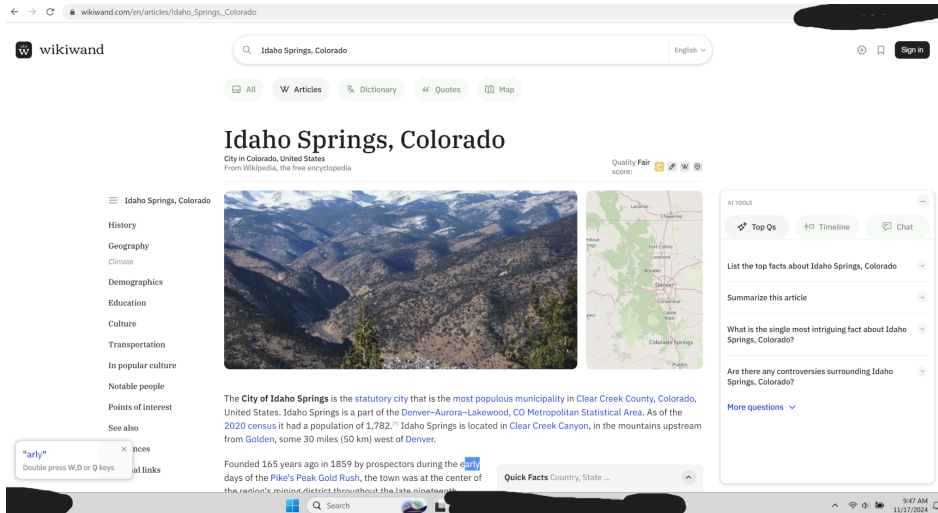 wikiwand.com/en/articles/Idaho_Springs,_Colorado
wikiwand
Idaho Springs, Colorado
English
Sign in
All
W Articles
Dictionary
Quotes
Map
Idaho Springs, Colorado
City in Colorado, United States
From Wikipedia, the free encyclopedia
Quality Fair
score:
C
W
Idaho Springs, Colorado
History
Geography
Climate
Demographics
Education
Culture
Transportation
In popular culture
Notable people
Points of interest
See also
nces
al links
Laramie
Cheyenne
Fort Collins
Loveland
Boulder
Denver
Centennial
Castle
Rock
Colorado Springs
Pueblo
AI TOOLS
Top Qs
Timeline
Chat
List the top facts about Idaho Springs, Colorado
Summarize this article
What is the single most intriguing fact about Idaho
Springs, Colorado?
Are there any controversies surrounding Idaho
Springs, Colorado?
More questions
The City of Idaho Springs is the statutory city that is the most populous municipality in Clear Creek County, Colorado,
United States. Idaho Springs is a part of the Denver–Aurora–Lakewood, CO Metropolitan Statistical Area. As of the
2020 census it had a population of 1,782. Idaho Springs is located in Clear Creek Canyon, in the mountains upstream
from Golden, some 30 miles (50 km) west of Denver.
Founded 165 years ago in 1859 by prospectors during the early
days of the Pike's Peak Gold Rush, the town was at the center of
the region's mining district throughout the late nineteenth
Quick Facts Country, State ...
"arly"
Double press W,D or Q keys
Search
9:47 AM
11/17/2024